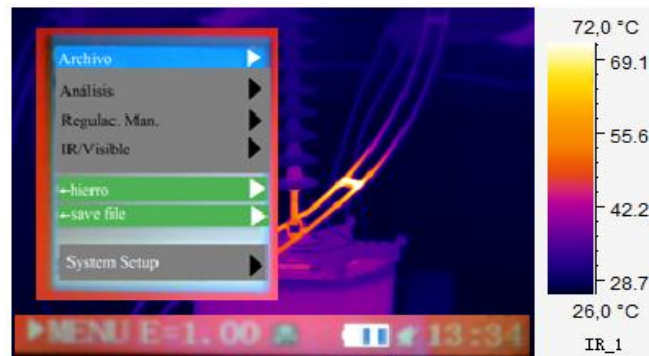 Archivo
Análisis
Regulac. Man.
IR/Visible
←hierro
←save file
System Setup
▶MENU E=1.00 13:34
72,0 °C
69.1
55.6
42.2
28.7
26,0 °C
IR_1